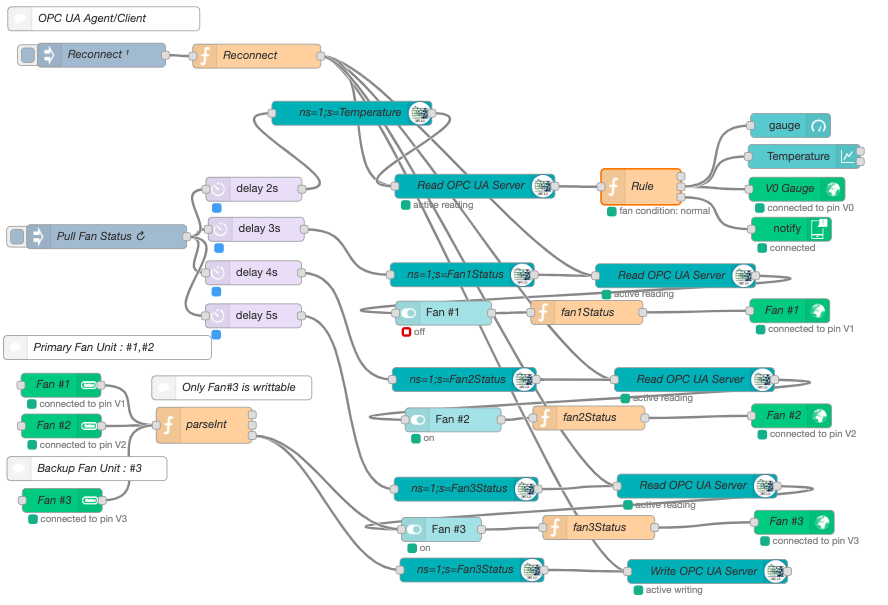 OPC UA Agent/Client
Reconnect ¹
Reconnect
ns=1;s=Temperature
gauge
Temperature
delay 2s
Read OPC UA Server
active reading
Rule
fan condition: normal
V0 Gauge
connected to pin V0
Pull Fan Status ↻
delay 3s
notify
connected
delay 4s
ns=1;s=Fan1Status
Read OPC UA Server
active reading
delay 5s
Fan #1
off
fan1Status
Fan #1
connected to pin V1
Primary Fan Unit : #1,#2
Fan #1
connected to pin V1
Only Fan#3 is writtable
ns=1;s=Fan2Status
Read OPC UA Server
active reading
Fan #2
connected to pin V2
parseInt
Fan #2
on
fan2Status
Fan #2
connected to pin V2
Backup Fan Unit : #3
Fan #3
connected to pin V3
ns=1;s=Fan3Status
Read OPC UA Server
active reading
Fan #3
on
fan3Status
Fan #3
connected to pin V3
ns=1;s=Fan3Status
Write OPC UA Server
active writing